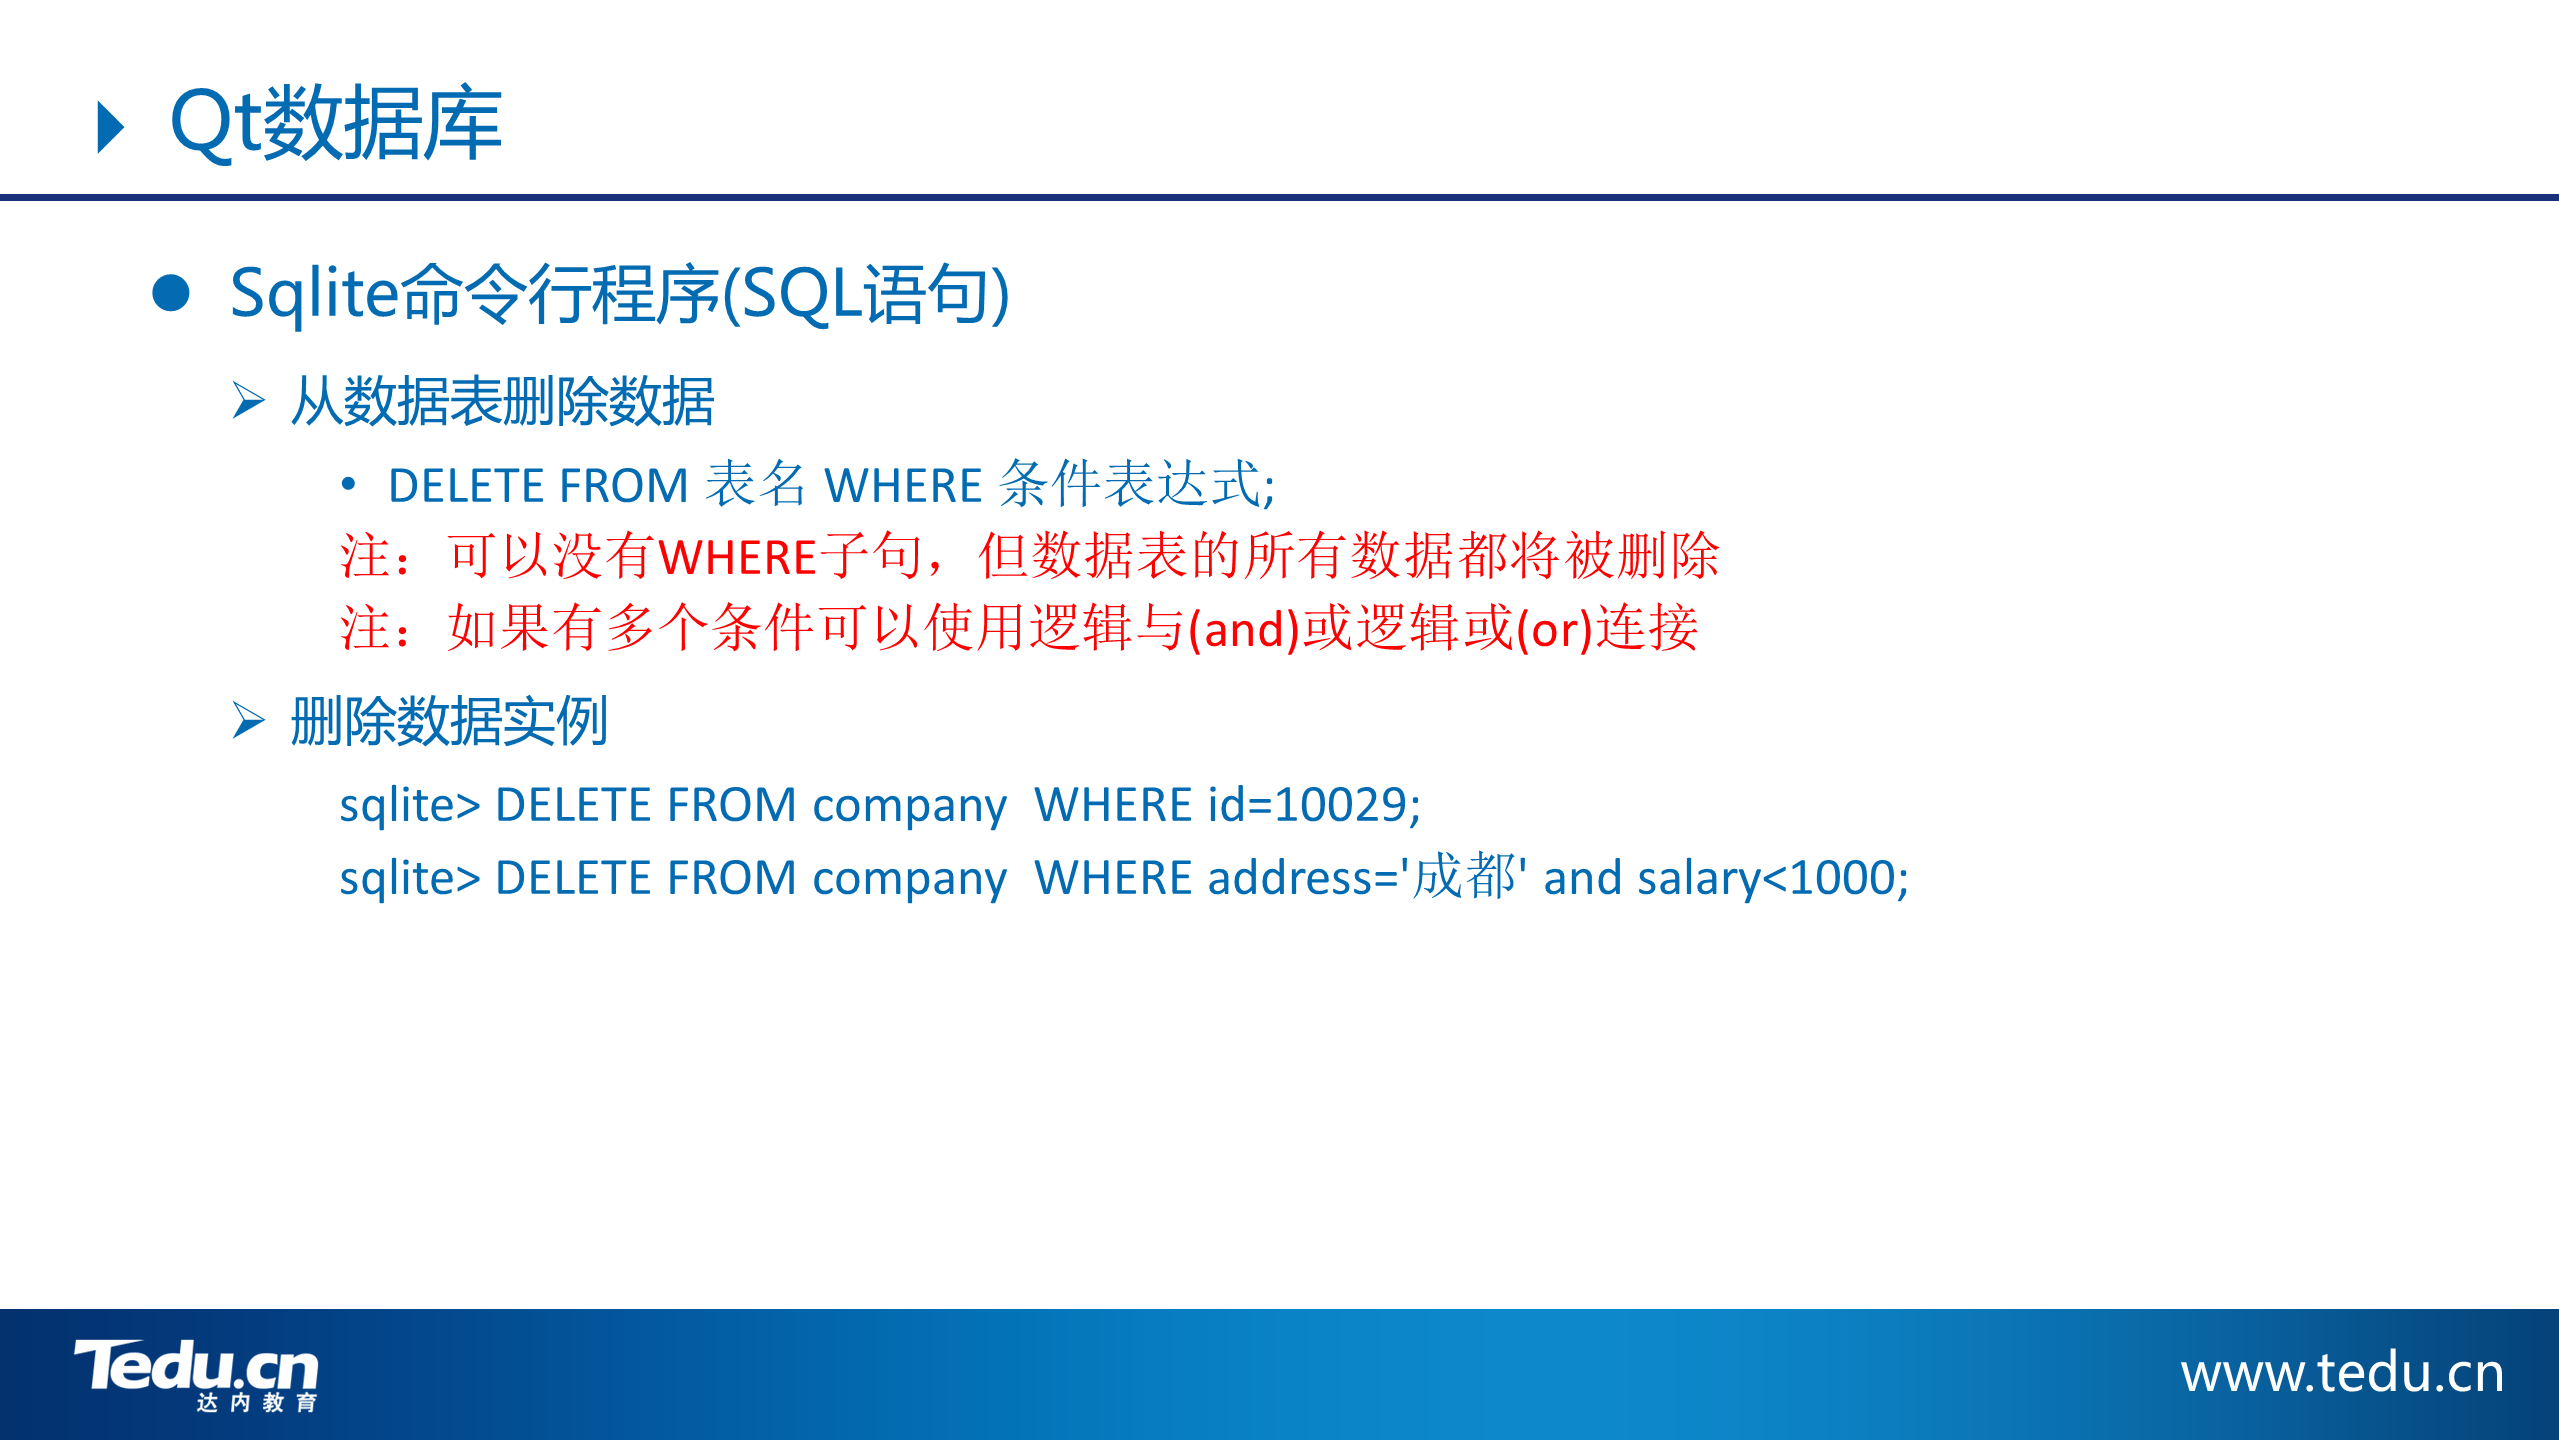 Qt数据库
Sqlite命令行程序(SQL语句)
从数据表删除数据
• DELETE FROM 表名 WHERE 条件表达式;
注：可以没有WHERE子句，但数据表的所有数据都将被删除
注：如果有多个条件可以使用逻辑与(and)或逻辑或(or)连接
删除数据实例
sqlite> DELETE FROM company  WHERE id=10029;
sqlite> DELETE FROM company  WHERE address='成都' and salary<1000;
Tedu.cn
达内教育
www.tedu.cn